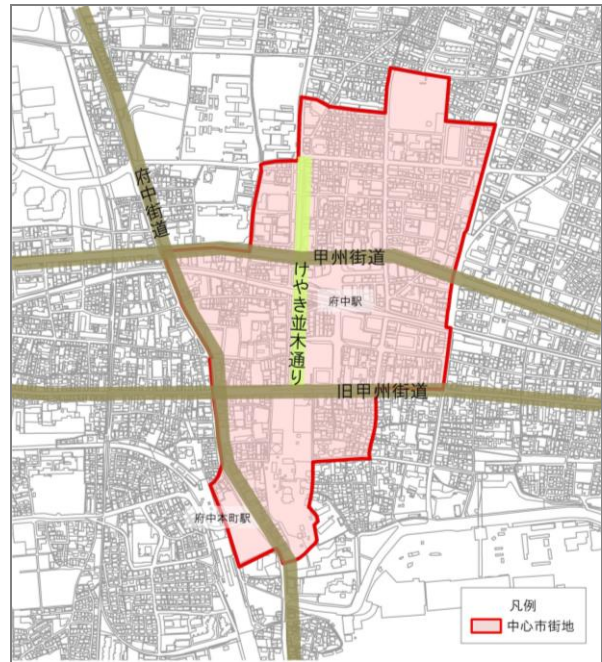 府中街道
甲州街道
けやき並木通り
府中駅
旧甲州街道
府中本町駅
凡例
中心市街地